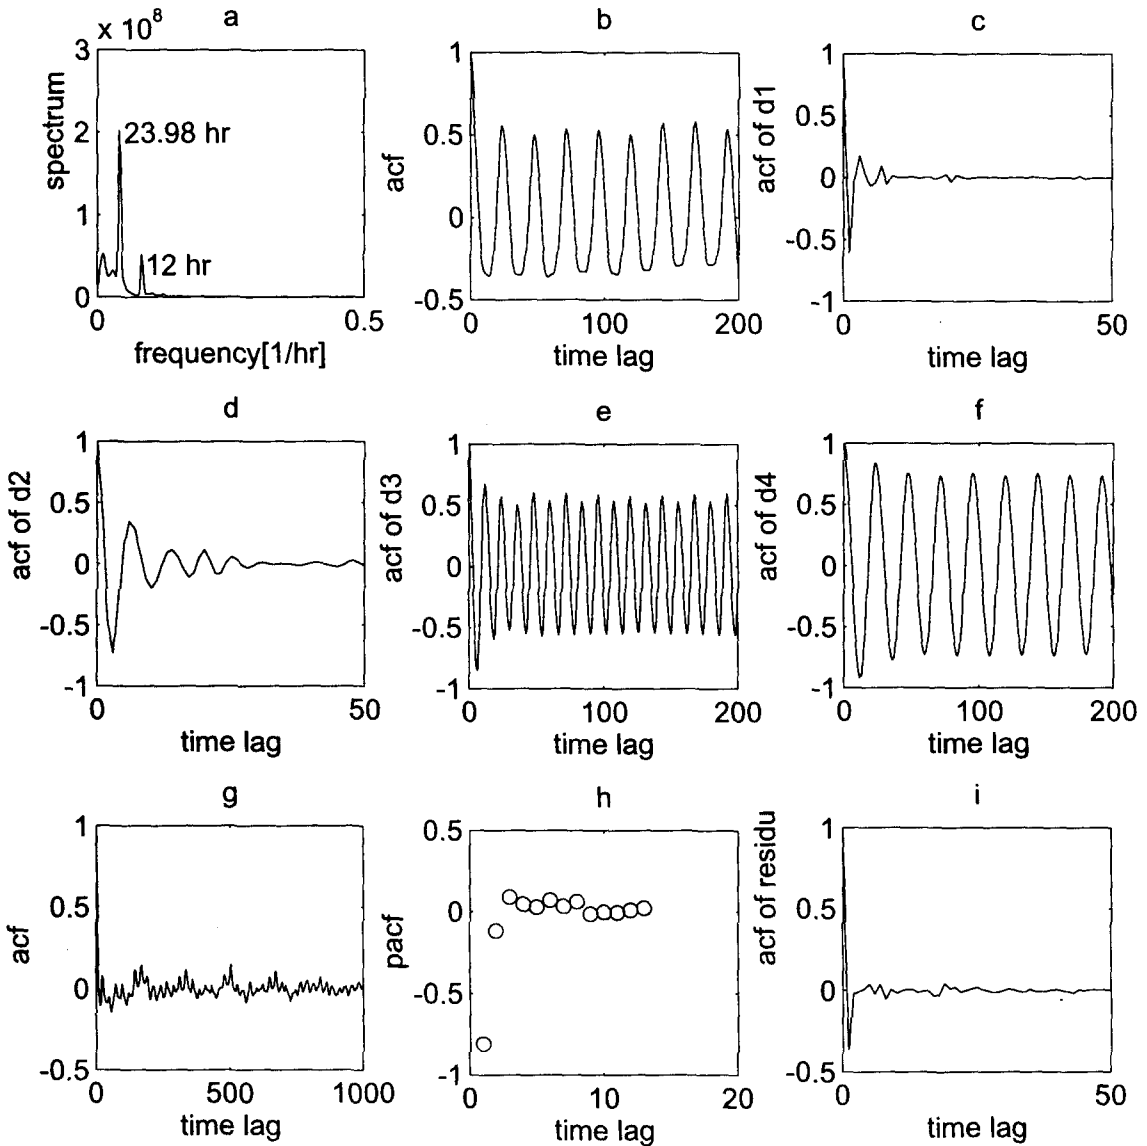 a
× 10^8
3
2
1
0
spectrum
23.98 hr
12 hr
0
0.5
frequency[1/hr]
b
1
0.5
0
-0.5
acf
0
100
200
time lag
c
1
0.5
0
-0.5
-1
acf of d1
0
50
time lag
d
1
0.5
0
-0.5
-1
acf of d2
0
50
time lag
e
1
0.5
0
-0.5
-1
acf of d3
0
100
200
time lag
f
1
0.5
0
-0.5
-1
acf of d4
0
100
200
time lag
g
1
0.5
0
-0.5
acf
0
500
1000
time lag
h
0.5
0
-0.5
-1
pacf
0
10
20
time lag
i
1
0.5
0
-0.5
acf of residu
0
50
time lag